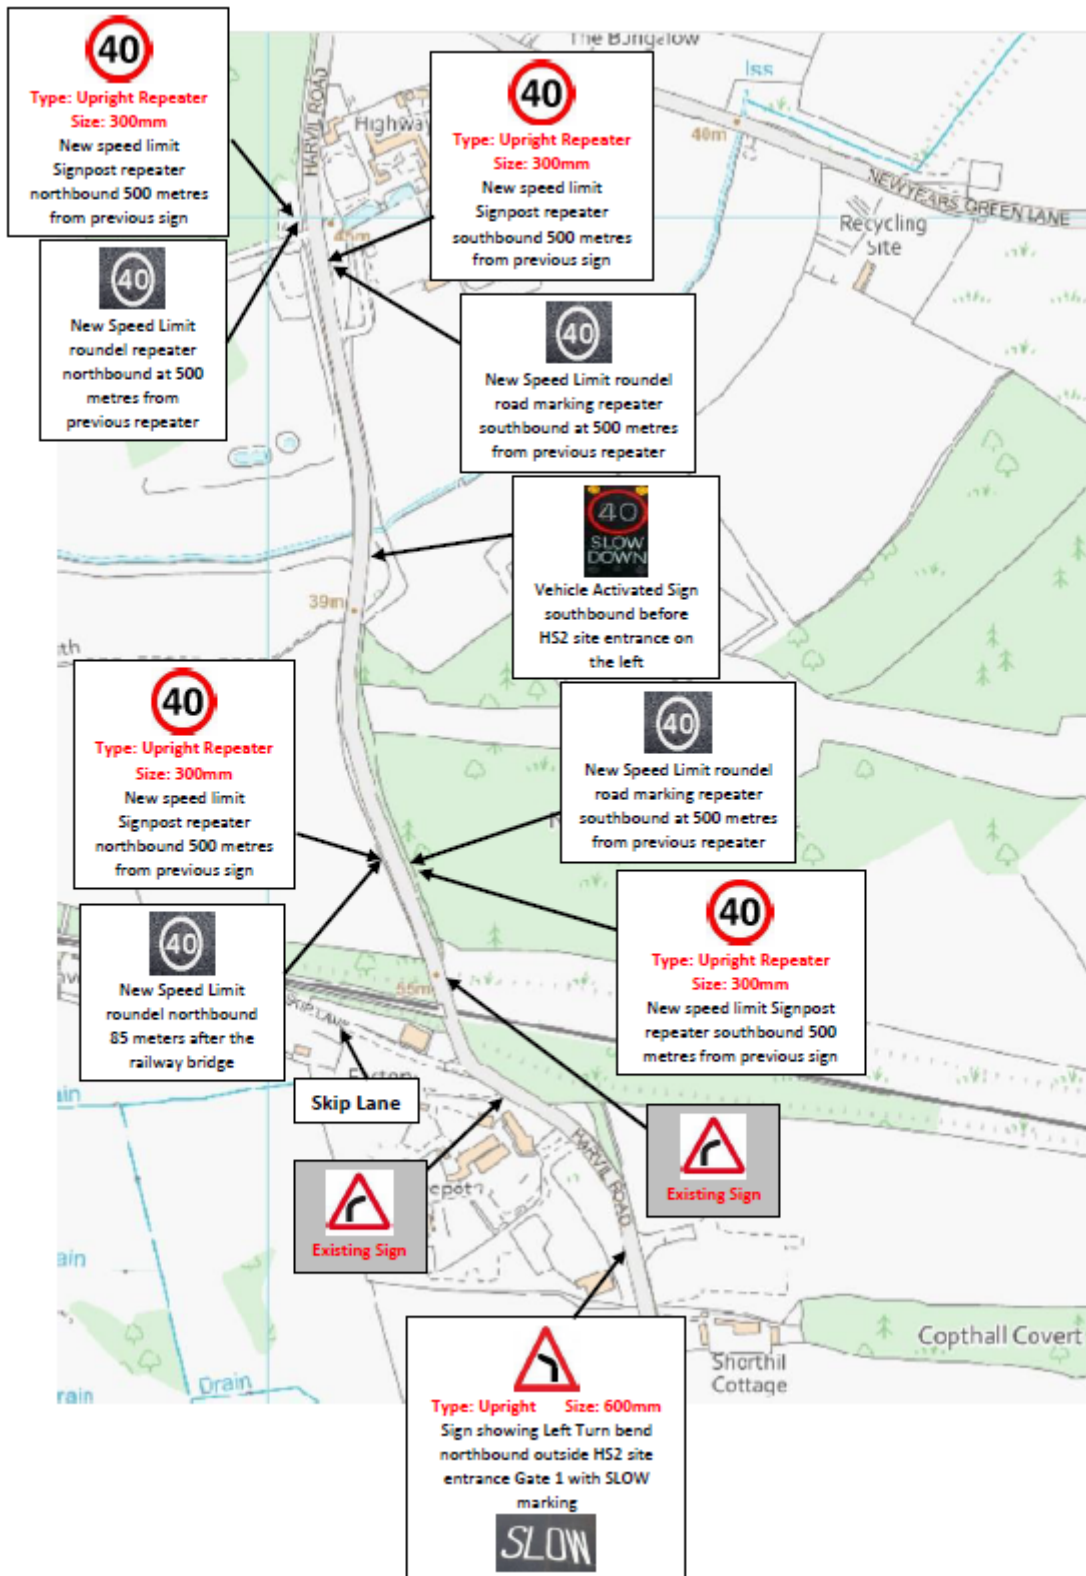 40
Type: Upright Repeater
Size: 300mm
New speed limit
Signpost repeater
northbound 500 metres
from previous sign
40
New Speed Limit
roundel repeater
northbound at 500
metres from
previous repeater
HARVIL ROAD
Highway
45m
The Bungalow
Iss
40m
NEWYEARS GREEN LANE
Recycling
Site
40
Type: Upright Repeater
Size: 300mm
New speed limit
Signpost repeater
southbound 500 metres
from previous sign
40
New Speed Limit roundel
road marking repeater
southbound at 500 metres
from previous repeater
40
SLOW
DOWN
Vehicle Activated Sign
southbound before
HS2 site entrance on
the left
39m
40
Type: Upright Repeater
Size: 300mm
New speed limit
Signpost repeater
northbound 500 metres
from previous sign
40
New Speed Limit roundel
road marking repeater
southbound at 500 metres
from previous repeater
40
New Speed Limit
roundel northbound
85 meters after the
railway bridge
40
Type: Upright Repeater
Size: 300mm
New speed limit Signpost
repeater southbound 500
metres from previous sign
55m
SKIP LANE
Skip Lane
HARVIL ROAD
Existing Sign
Existing Sign
epot
ain
ain
rain
Drain
Copthall Covert
Shorthil
Cottage
Type: Upright Size: 600mm
Sign showing Left Turn bend
northbound outside HS2 site
entrance Gate 1 with SLOW
marking
SLOW